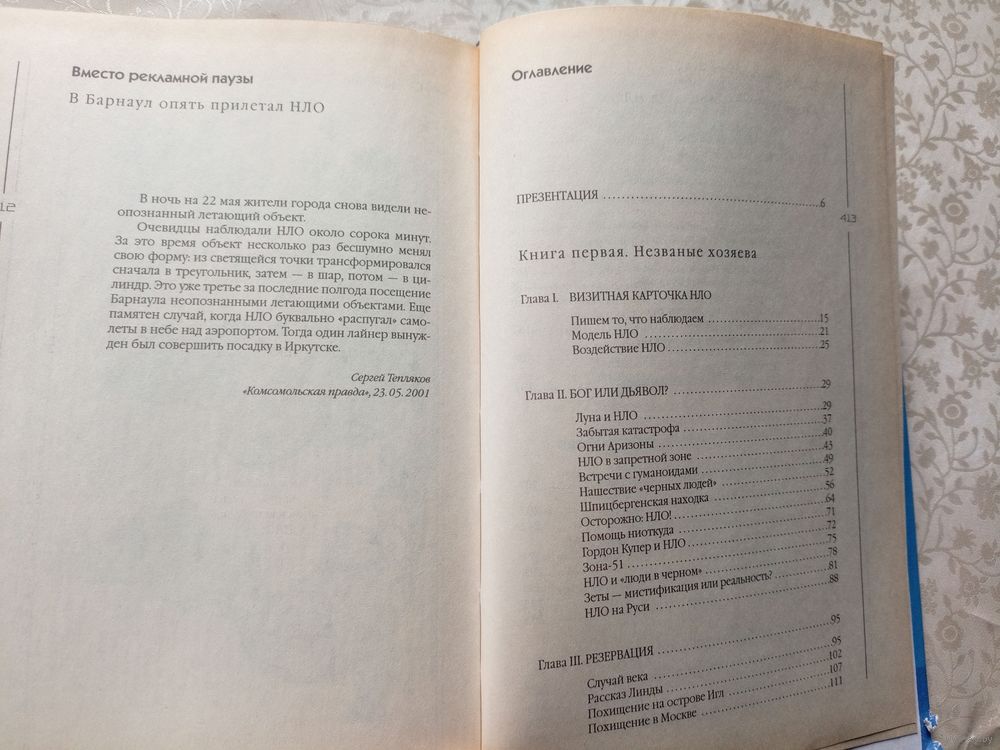 Вместо рекламной паузы
В Барнаул опять прилетал НЛО
В ночь на 22 мая жители города снова видели не-
опознанный летающий объект.
Очевидцы наблюдали НЛО около сорока минут.
За это время объект несколько раз бесшумно менял
свою форму: из светящейся точки трансформировался
сначала в треугольник, затем — в шар, потом — в ци-
линдр. Это уже третье за последние полгода посещение
Барнаула неопознанными летающими объектами. Еще
памятен случай, когда НЛО буквально «распугал» само-
леты в небе над аэропортом. Тогда один лайнер вынуж-
ден был совершить посадку в Иркутске.
Сергей Тепляков
«Комсомольская правда», 23.05.2001
12
Оглавление
ПРЕЗЕНТАЦИЯ 6
413
Книга первая. Незваные хозяева
Глава I. ВИЗИТНАЯ КАРТОЧКА НЛО
Пишем то, что наблюдаем 15
Модель НЛО 21
Воздействие НЛО 25
Глава II. БОГ ИЛИ ДЬЯВОЛ? 29
Луна и НЛО 29
Забытая катастрофа 37
Огни Аризоны 40
НЛО в запретной зоне 43
Встречи с гуманоидами 49
Нашествие «черных людей» 52
Шпицбергенская находка 56
Осторожно: НЛО! 64
Помощь ниоткуда 71
Гордон Купер и НЛО 72
Зона-51 75
НЛО и «люди в черном» 78
Зеты — мистификация или реальность? 81
НЛО на Руси 88
Глава III. РЕЗЕРВАЦИЯ 95
Случай века 95
Рассказ Линды 102
Похищение на острове Игл 107
Похищение в Москве 111